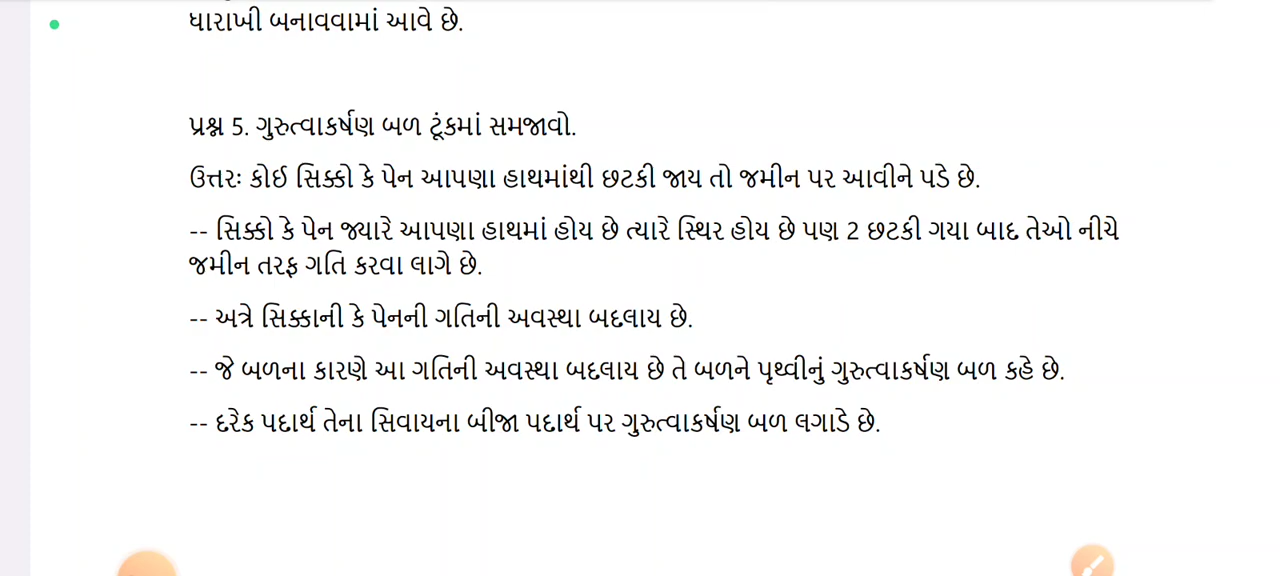 ધારાખી બનાવવામાં આવે છે.
પ્રશ્ન 5. ગુરુત્વાકર્ષણ બળ ટૂંકમાં સમજાવો.
ઉત્તરઃ કોઈ સિક્કો કે પેન આપણા હાથમાંથી છટકી જાય તો જમીન પર આવીને પડે છે.
-- સિક્કો કે પેન જ્યારે આપણા હાથમાં હોય છે ત્યારે સ્થિર હોય છે પણ 2 છટકી ગયા બાદ તેઓ નીચે
જમીન તરફ ગતિ કરવા લાગે છે.
-- અત્રે સિક્કાની કે પેનની ગતિની અવસ્થા બદલાય છે.
-- જે બળના કારણે આ ગતિની અવસ્થા બદલાય છે તે બળને પૃથ્વીનું ગુરુત્વાકર્ષણ બળ કહે છે.
-- દરેક પદાર્થ તેના સિવાયના બીજા પદાર્થ પર ગુરુત્વાકર્ષણ બળ લગાડે છે.